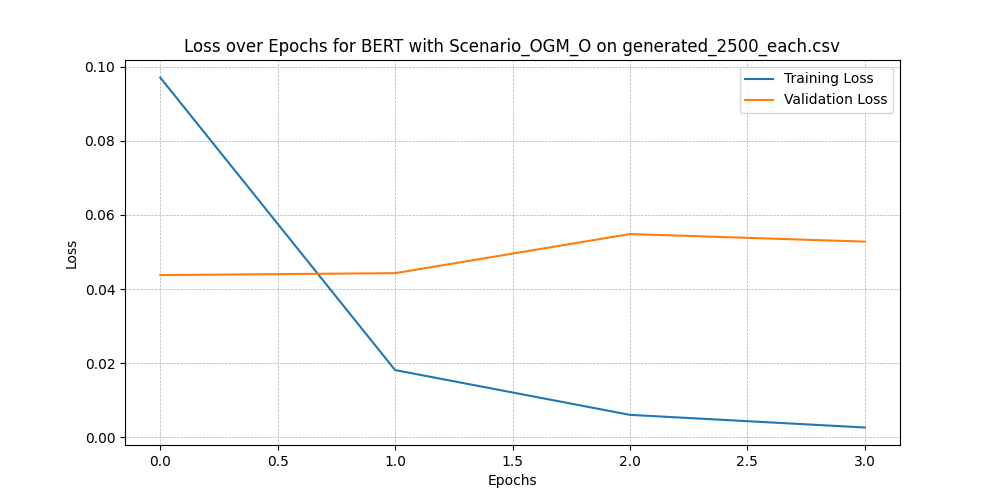 Loss over Epochs for BERT with Scenario_OGM_O on generated_2500_each.csv
Training Loss
Validation Loss
0.10
0.08
0.06
0.04
0.02
0.00
Loss
0.0 0.5 1.0 1.5 2.0 2.5 3.0
Epochs